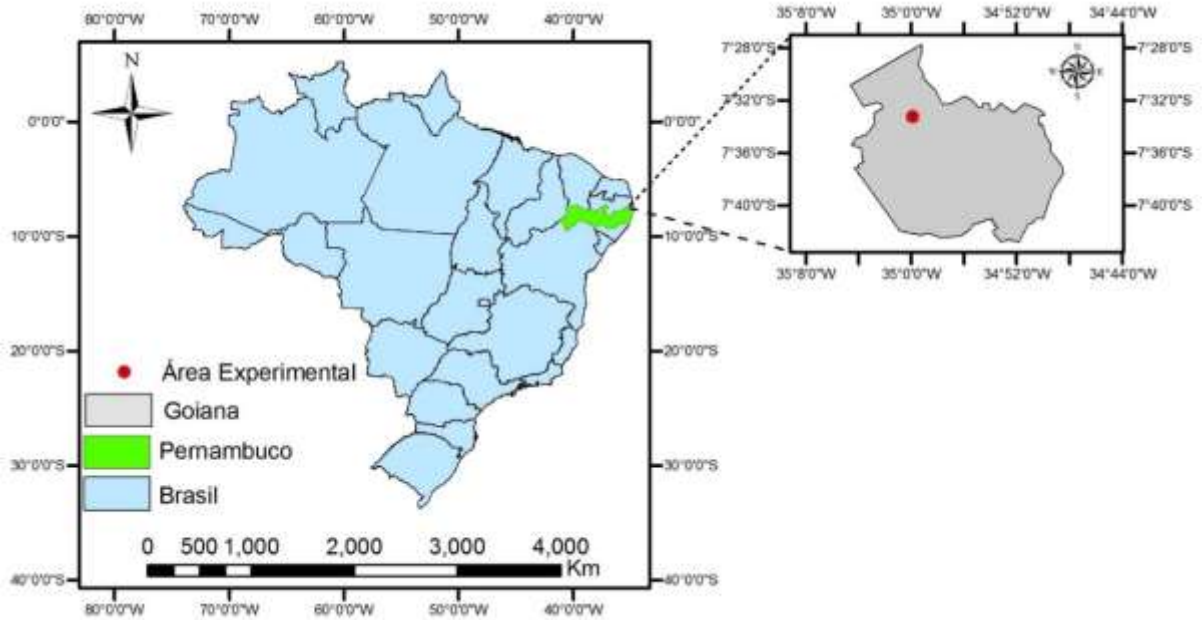 80°0'0"W 70°0'0"W 60°0'0"W 50°0'0"W 40°0'0"W
N
0°0'0" 0°0'0"S
10°0'0"S 10°0'0"S
20°0'0"S 20°0'0"S
30°0'0"S 30°0'0"S
40°0'0"S 40°0'0"S
Área Experimental
Goiana
Pernambuco
Brasil
0 500 1,000 2,000 3,000 4,000
Km
80°0'0"W 70°0'0"W 60°0'0"W 50°0'0"W 40°0'0"W
35°8'0"W 35°0'0"W 34°52'0"W 34°44'0"W
7°28'0"S 7°28'0"S
7°32'0"S 7°32'0"S
7°36'0"S 7°36'0"S
7°40'0"S 7°40'0"S
E
S
35°8'0"W 35°0'0"W 34°52'0"W 34°44'0"W